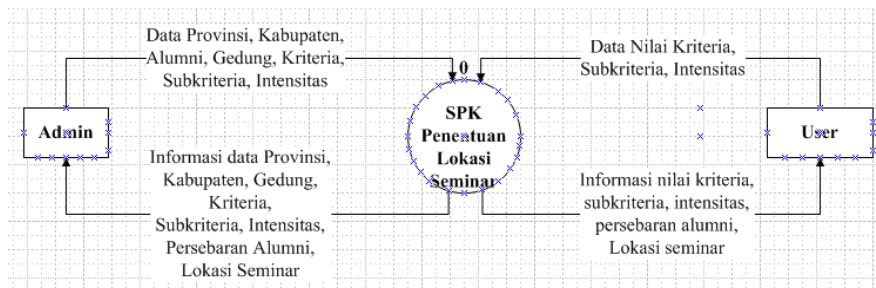 Data Provinsi, Kabupaten,
Alumni, Gedung, Kriteria,
Subkriteria, Intensitas
Data Nilai Kriteria,
Subkriteria, Intensitas
0
Admin
SPK
Penentuan
Lokasi
Seminar
User
Informasi data Provinsi,
Kabupaten, Gedung,
Kriteria,
Subkriteria, Intensitas,
Persebaran Alumni,
Lokasi Seminar
Informasi nilai kriteria,
subkriteria, intensitas,
persebaran alumni,
Lokasi seminar